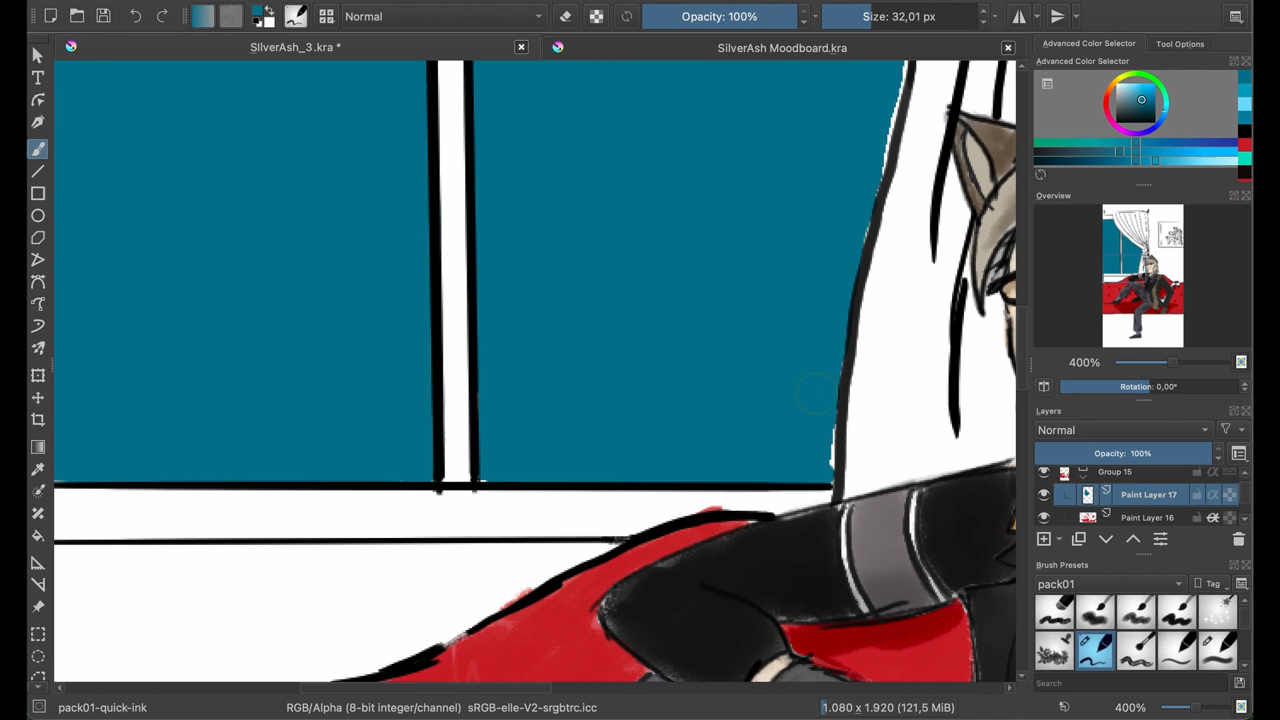 Normal
Opacity: 100%
Size: 32,01 px
SIlverAsh_3.kra *
SilverAsh Moodboard.kra
Advanced Color Selector
Tool Options
Advanced Color Selector
Overview
400%
Rotation: 0,00°
Layers
Normal
Opacity: 100%
Group 15
Paint Layer 17
Paint Layer 16
Brush Presets
pack01
Tag
Search
pack01-quick-ink
RGB/Alpha (8-bit integer/channel) sRGB-elle-V2-srgbtrc.icc
1.080 x 1.920 (121,5 MiB)
400%